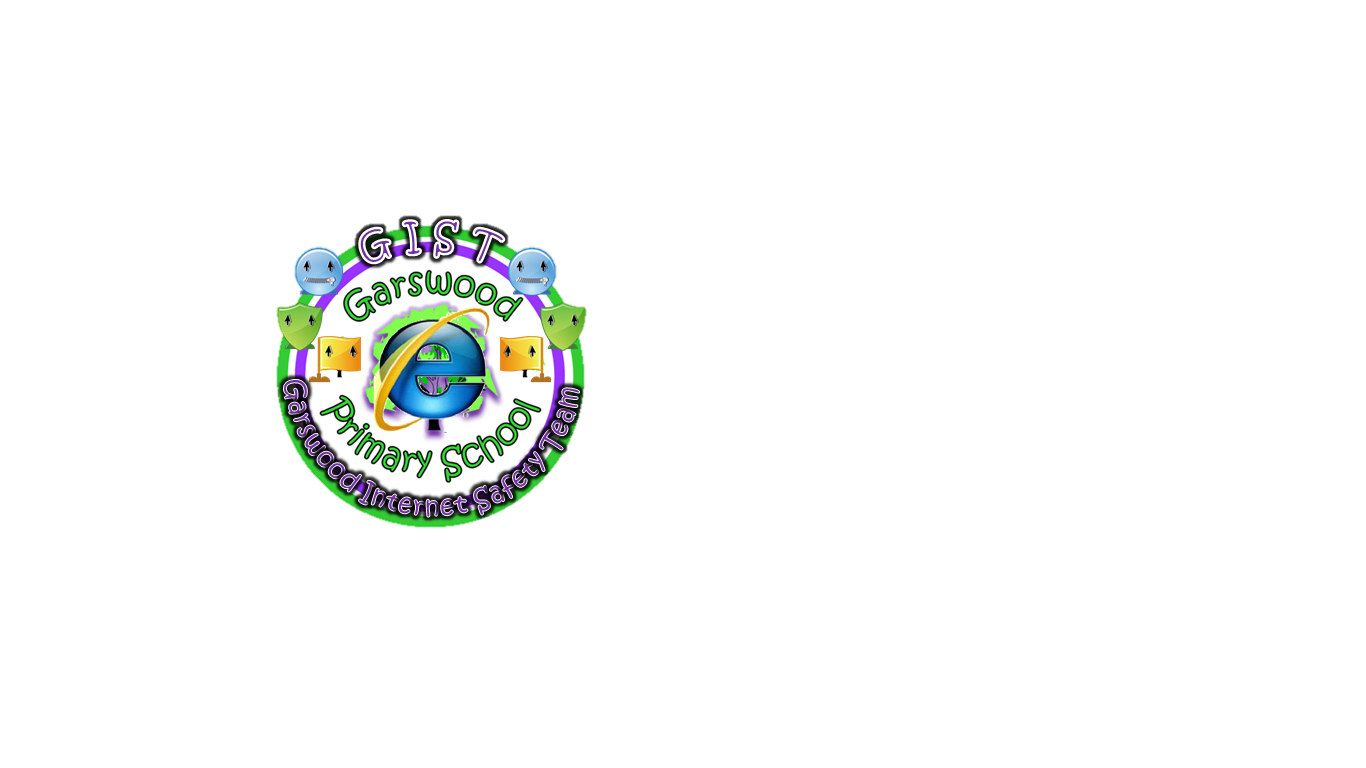 GIST
Garswood
Primary School
Garswood Internet Safety Team